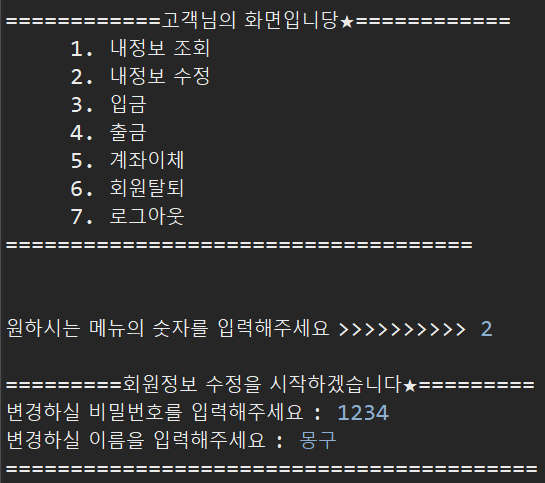 ============고객님의 화면입니당★============
1. 내정보 조회
2. 내정보 수정
3. 입금
4. 출금
5. 계좌이체
6. 회원탈퇴
7. 로그아웃
====================================
원하시는 메뉴의 숫자를 입력해주세요 >>>>>>>>>> 2
=========회원정보 수정을 시작하겠습니다★=========
변경하실 비밀번호를 입력해주세요 : 1234
변경하실 이름을 입력해주세요 : 몽구
=========================================